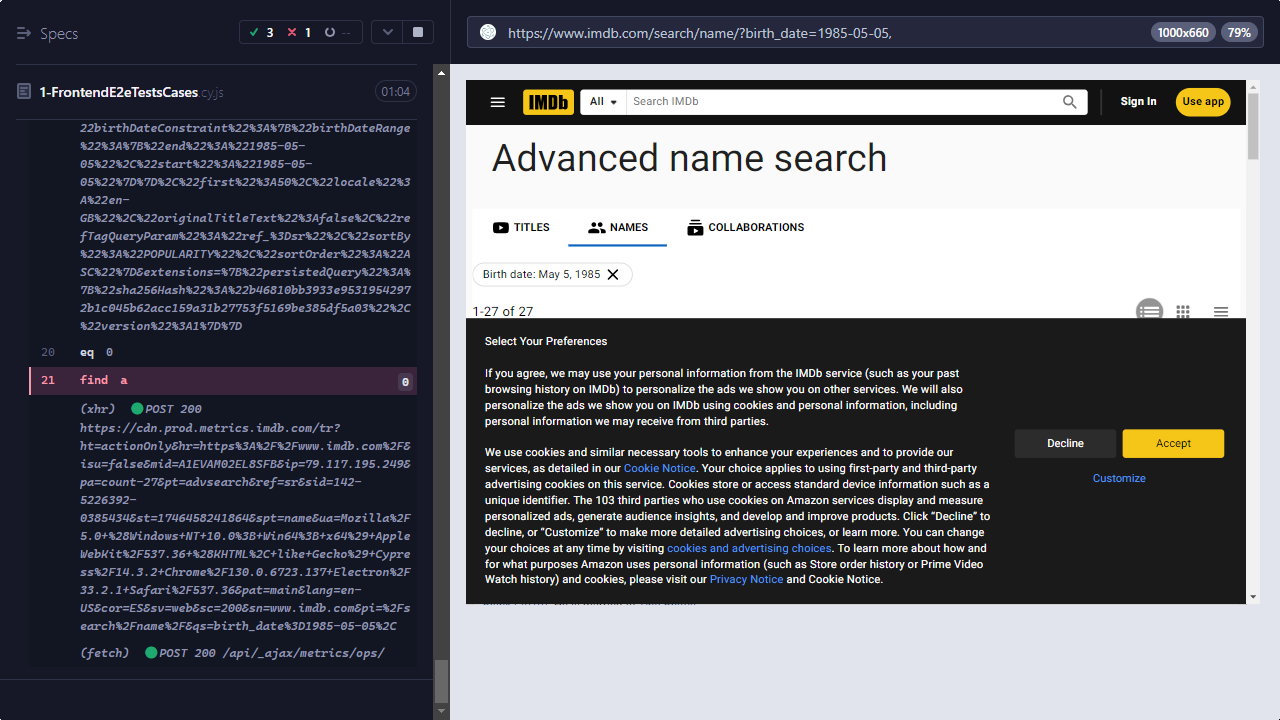 Specs
3
1
--
1-FrontendE2eTestsCases.cy.js
01:04
22birthDateConstraint%22%3A%7B%22birthDateRange
%22%3A%7B%22end%22%3A%221985-05-
05%22%2C%22start%22%3A%221985-05-
05%22%7D%7D%2C%22first%22%3A50%2C%22locale%22%3
A%22en-
GB%22%2C%22originalTitleText%22%3Afalse%2C%22re
fTagQueryParam%22%3A%22ref_%3Dsr%22%2C%22sortBy
%22%3A%22POPULARITY%22%2C%22sortOrder%22%3A%22A
SC%22%7D&extensions=%7B%22persistedQuery%22%3A%
7B%22sha256Hash%22%3A%22b46810bb3933e9531954297
2b1c045b62acc159a31b27753f5169be385df5a03%22%2C
%22version%22%3A1%7D%7D
20 eq 0
21 find a 0
(xhr) POST 200
https://cdn.prod.metrics.imdb.com/tr?
ht=actionOnly&hr=https%3A%2F%2Fwww.imdb.com%2F&
isu=false&mid=A1EVAM02EL8SFB&ip=79.117.195.249&
pa=count-27&pt=advsearch&ref=sr&sid=142-
5226392-
0385434&st=1746458241864&spt=name&ua=Mozilla%2F
5.0+%28Windows+NT+10.0%3B+Win64%3B+x64%29+Apple
WebKit%2F537.36+%28KHTML%2C+like+Gecko%29+Cypre
ss%2F14.3.2+Chrome%2F130.0.6723.137+Electron%2F
33.2.1+Safari%2F537.36&pat=main&lang=en-
US&cor=ES&sv=web&sc=200&sn=www.imdb.com&pi=%2Fs
earch%2Fname%2F&qs=birth_date%3D1985-05-05%2C
(fetch) POST 200 /api/_ajax/metrics/ops/
https://www.imdb.com/search/name/?birth_date=1985-05-05,
1000x660
79%
IMDb
All
Search IMDb
Sign In
Use app
Advanced name search
TITLES
NAMES
COLLABORATIONS
Birth date: May 5, 1985
1-27 of 27
Select Your Preferences
If you agree, we may use your personal information from the IMDb service (such as your past
browsing history on IMDb) to personalize the ads we show you on other services. We will also
personalize the ads we show you on IMDb using cookies and personal information, including
personal information we may receive from third parties.
We use cookies and similar necessary tools to enhance your experiences and to provide our
services, as detailed in our Cookie Notice. Your choice applies to using first-party and third-party
advertising cookies on this service. Cookies store or access standard device information such as a
unique identifier. The 103 third parties who use cookies on Amazon services display and measure
personalized ads, generate audience insights, and develop and improve products. Click “Decline” to
decline, or “Customize” to make more detailed advertising choices, or learn more. You can change
your choices at any time by visiting cookies and advertising choices. To learn more about how and
for what purposes Amazon uses personal information (such as Store order history or Prime Video
Watch history) and cookies, please visit our Privacy Notice and Cookie Notice.
Decline
Accept
Customize